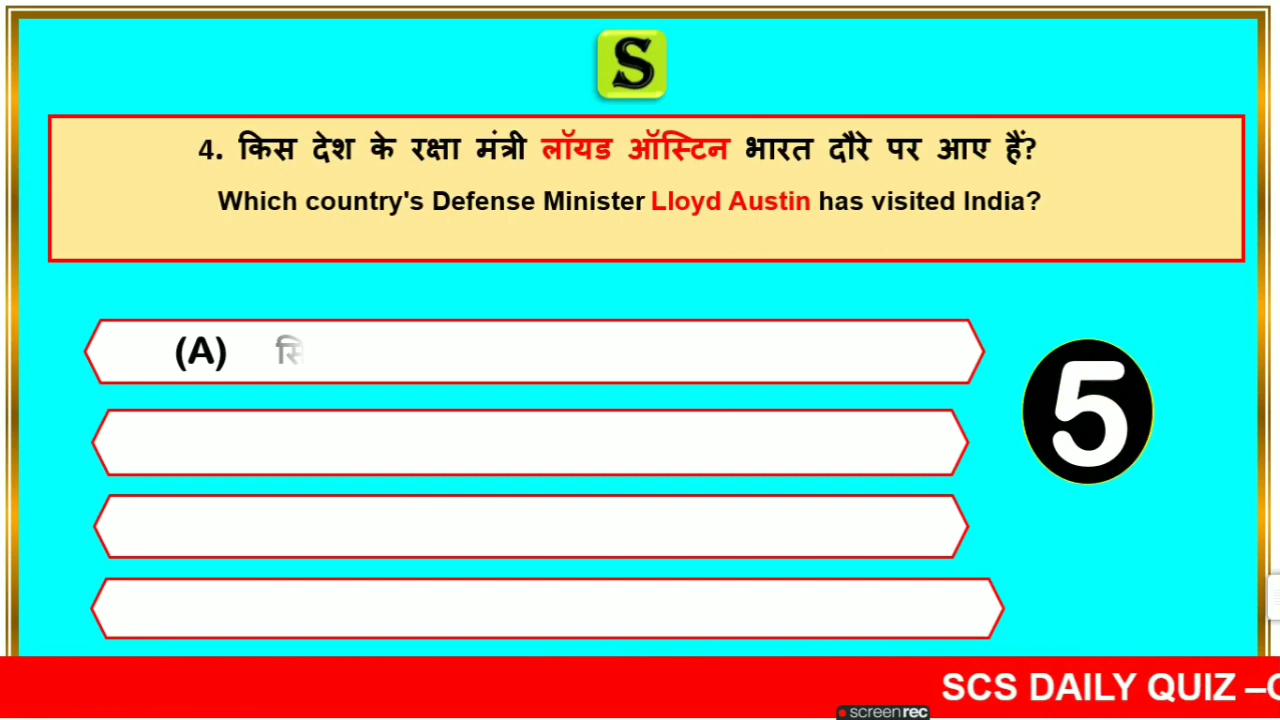 S
4. किस देश के रक्षा मंत्री लॉयड ऑस्टिन भारत दौरे पर आए हैं?
Which country's Defense Minister Lloyd Austin has visited India?
(A)
5
SCS DAILY QUIZ –
screenrec